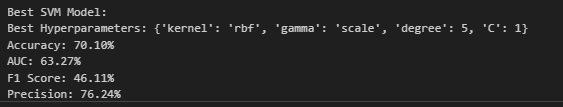 Best SVM Model:
Best Hyperparameters: {'kernel': 'rbf', 'gamma': 'scale', 'degree': 5, 'C': 1}
Accuracy: 70.10%
AUC: 63.27%
F1 Score: 46.11%
Precision: 76.24%